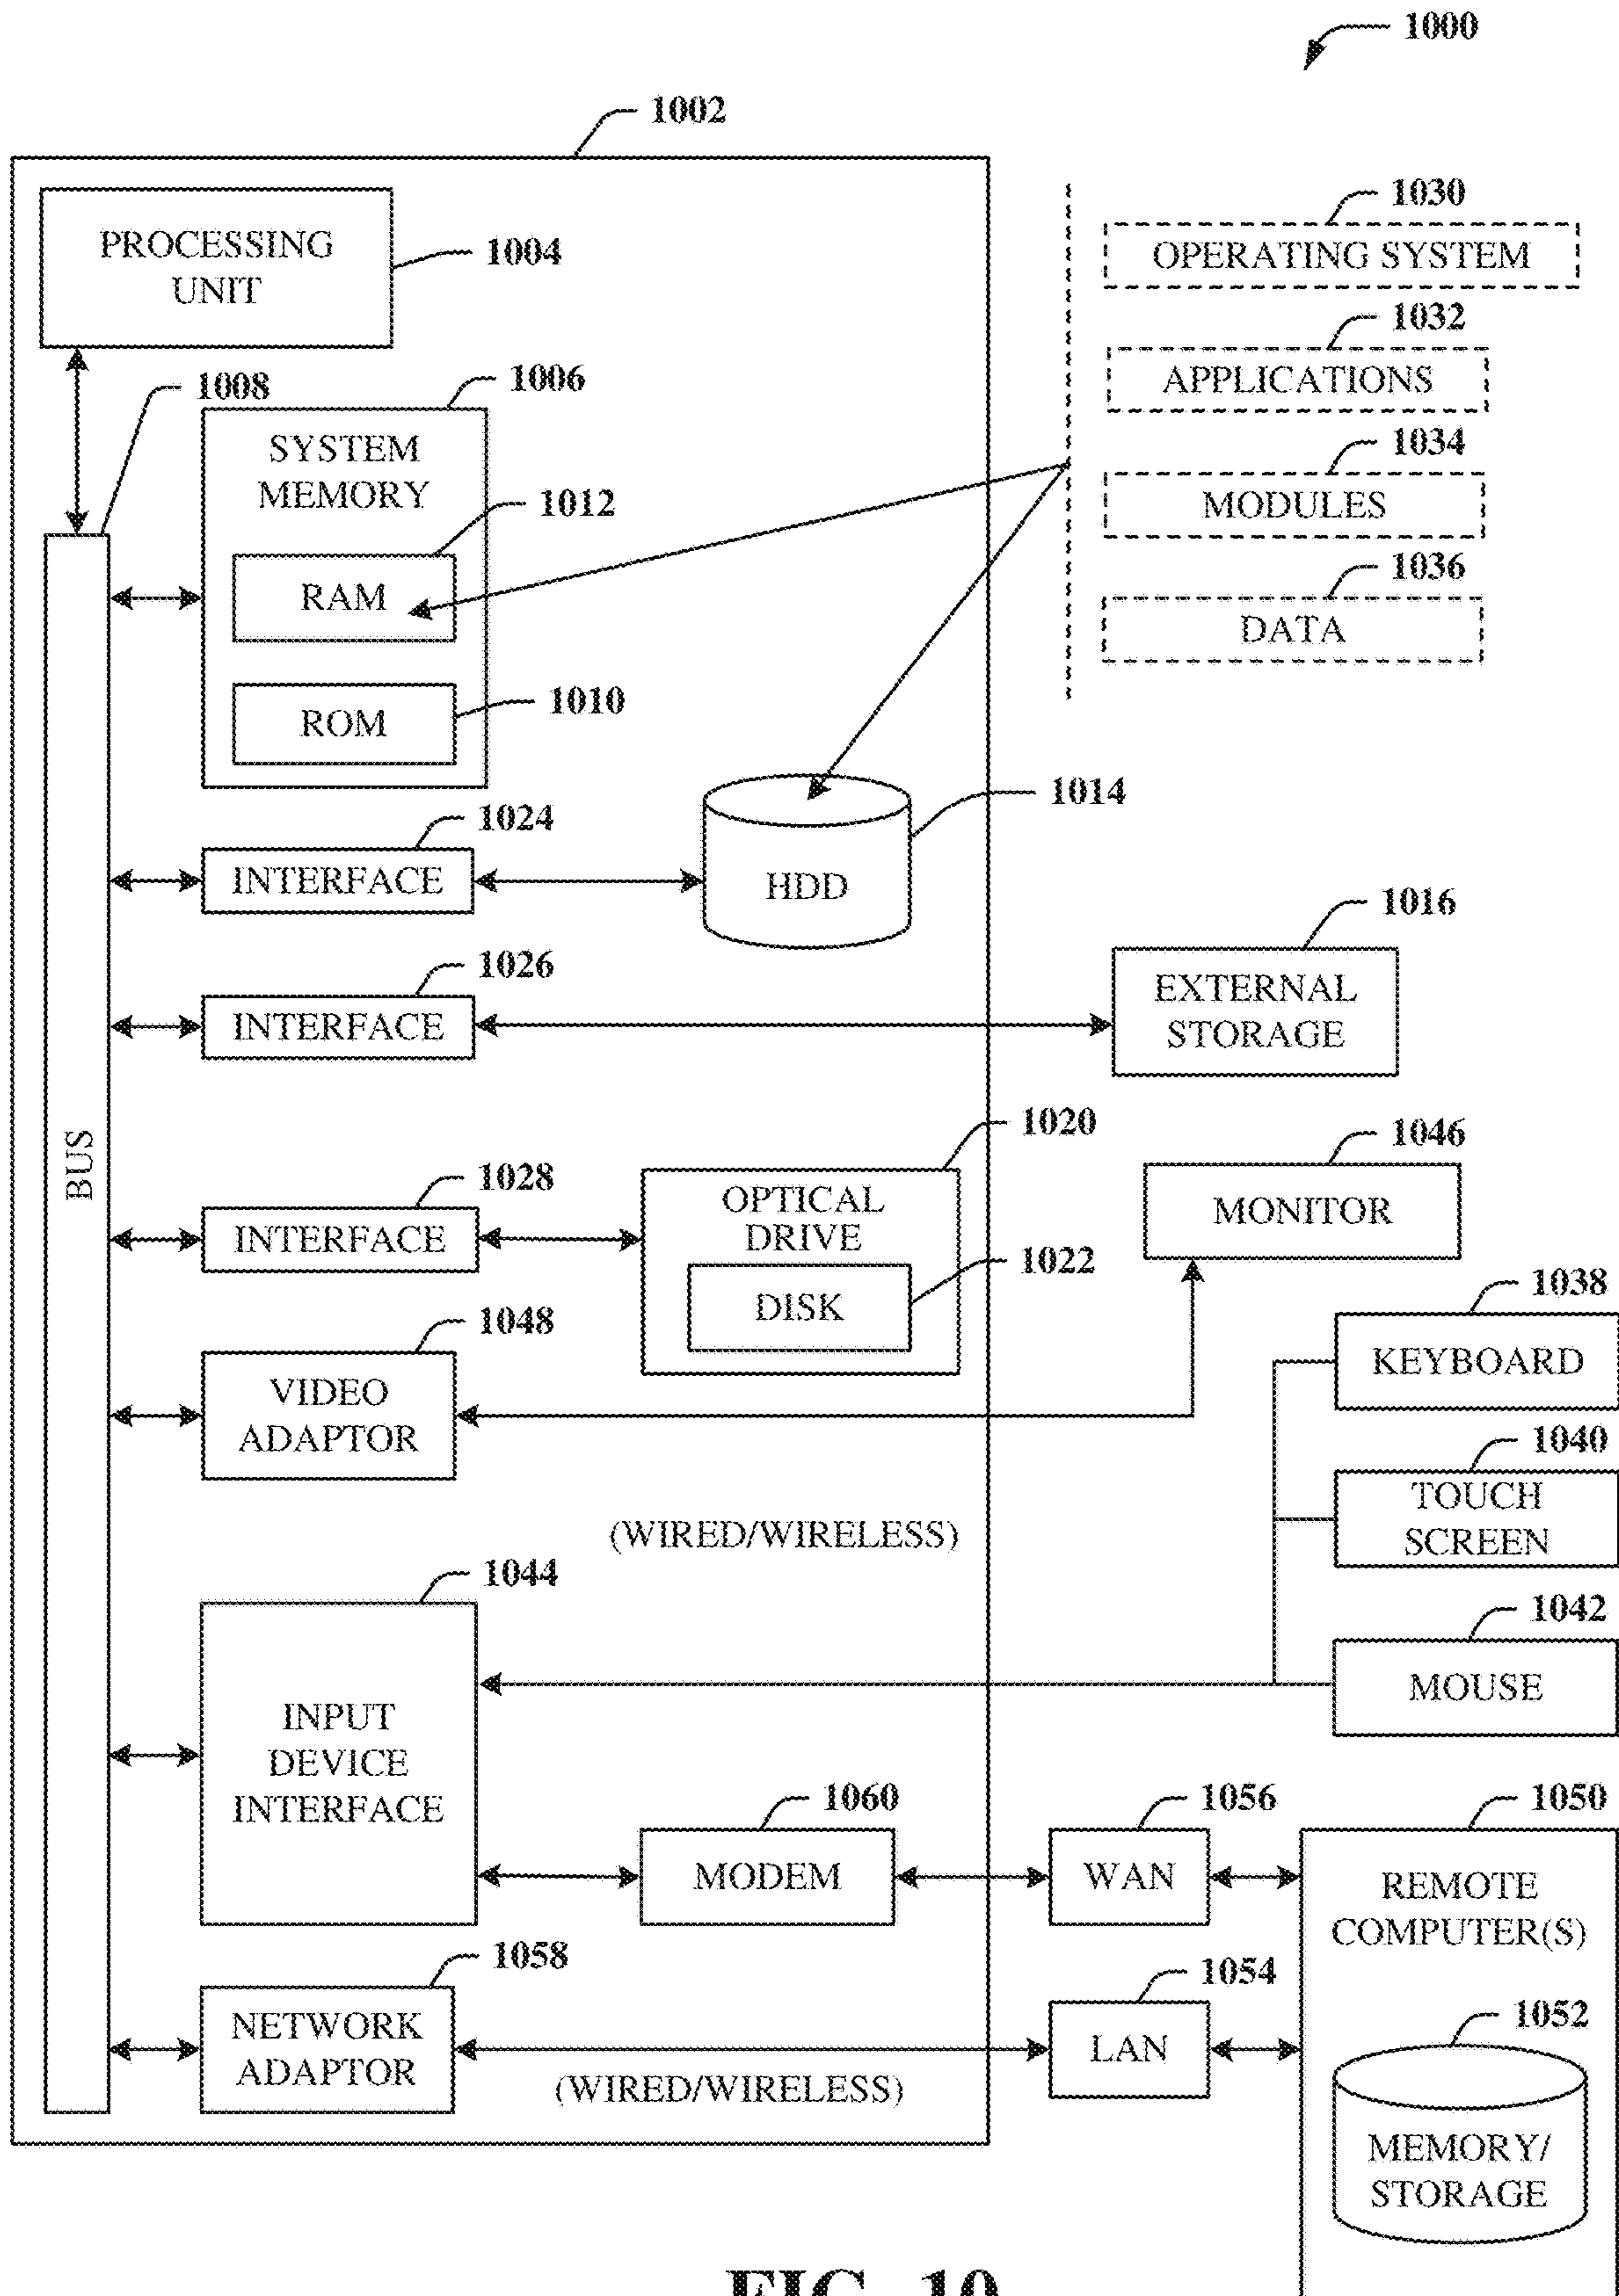 1000
1002
PROCESSING
UNIT
1004
1030
OPERATING SYSTEM
1032
APPLICATIONS
1034
MODULES
1036
DATA
1008
1006
SYSTEM
MEMORY
1012
RAM
1010
ROM
1014
HDD
1024
INTERFACE
1016
EXTERNAL
STORAGE
1026
INTERFACE
BUS
1020
OPTICAL
DRIVE
1022
DISK
1028
INTERFACE
1046
MONITOR
1048
VIDEO
ADAPTOR
1038
KEYBOARD
1040
TOUCH
SCREEN
(WIRED/WIRELESS)
1042
MOUSE
1044
INPUT
DEVICE
INTERFACE
1060
MODEM
1056
WAN
1050
REMOTE
COMPUTER(S)
1058
NETWORK
ADAPTOR
(WIRED/WIRELESS)
1054
LAN
1052
MEMORY/
STORAGE
FIG. 10